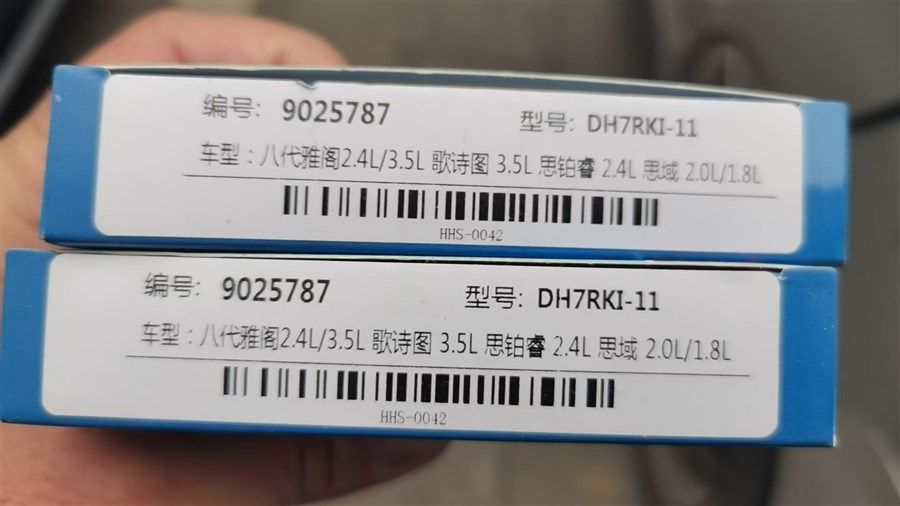 编号: 9025787 型号: DH7RKI-11
车型：八代雅阁2.4L/3.5L 歌诗图 3.5L 思铂睿 2.4L 思域 2.0L/1.8L
HHS-0042
编号: 9025787 型号: DH7RKI-11
车型：八代雅阁2.4L/3.5L 歌诗图 3.5L 思铂睿 2.4L 思域 2.0L/1.8L
HHS-0042